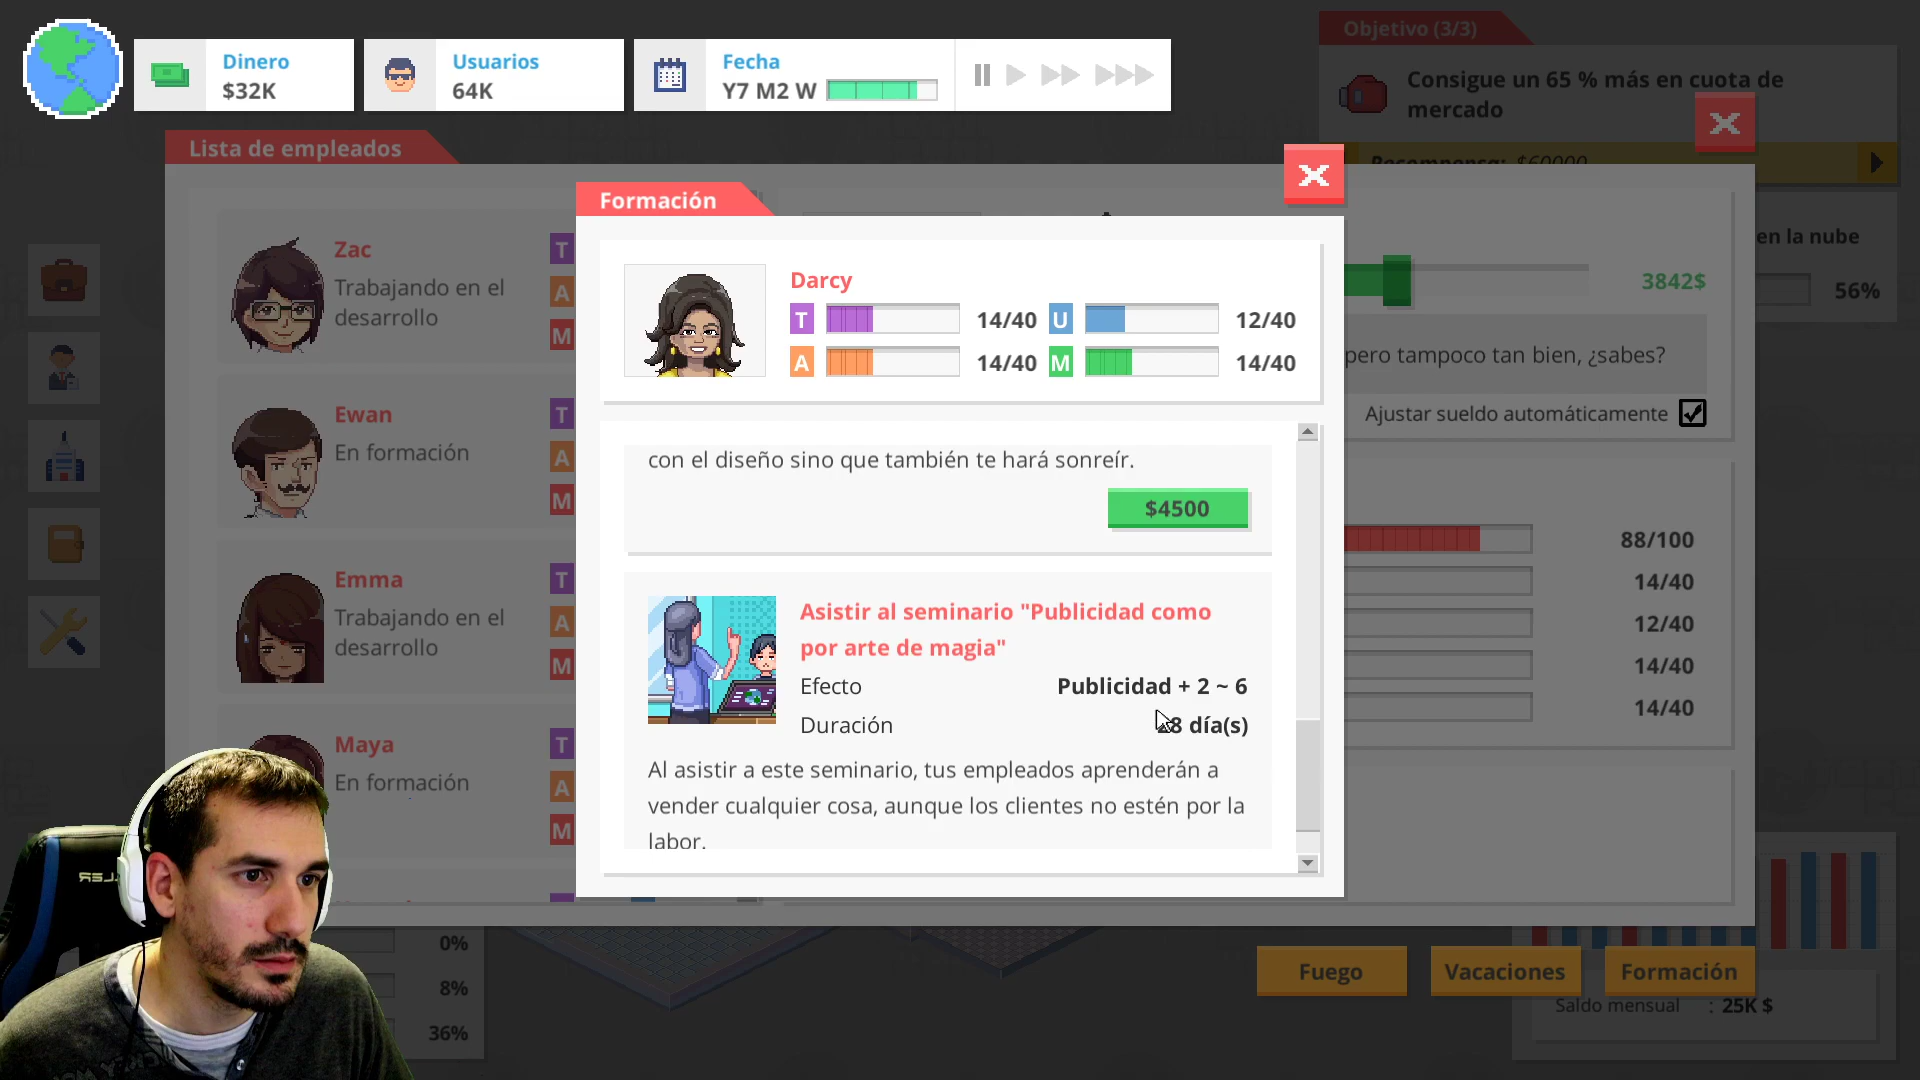 Dinero
$32K
Usuarios
64K
Fecha
Y7 M2 W
Objetivo (3/3)
Consigue un 65 % más en cuota de
mercado
Recompensa: $60000
Lista de empleados
Zac
Trabajando en el
desarrollo
T
A
M
Ewan
En formación
T
A
M
Emma
Trabajando en el
desarrollo
T
A
M
Maya
En formación
T
A
M
Formación
Darcy
T 14/40 U 12/40
A 14/40 M 14/40
con el diseño sino que también te hará sonreír.
$4500
Asistir al seminario "Publicidad como
por arte de magia"
Efecto Publicidad + 2 ~ 6
Duración 8 día(s)
Al asistir a este seminario, tus empleados aprenderán a
vender cualquier cosa, aunque los clientes no estén por la
labor.
en la nube
56%
3842$
pero tampoco tan bien, ¿sabes?
Ajustar sueldo automáticamente
88/100
14/40
12/40
14/40
14/40
Fuego
Vacaciones
Formación
Saldo mensual : 25K $
0%
8%
36%